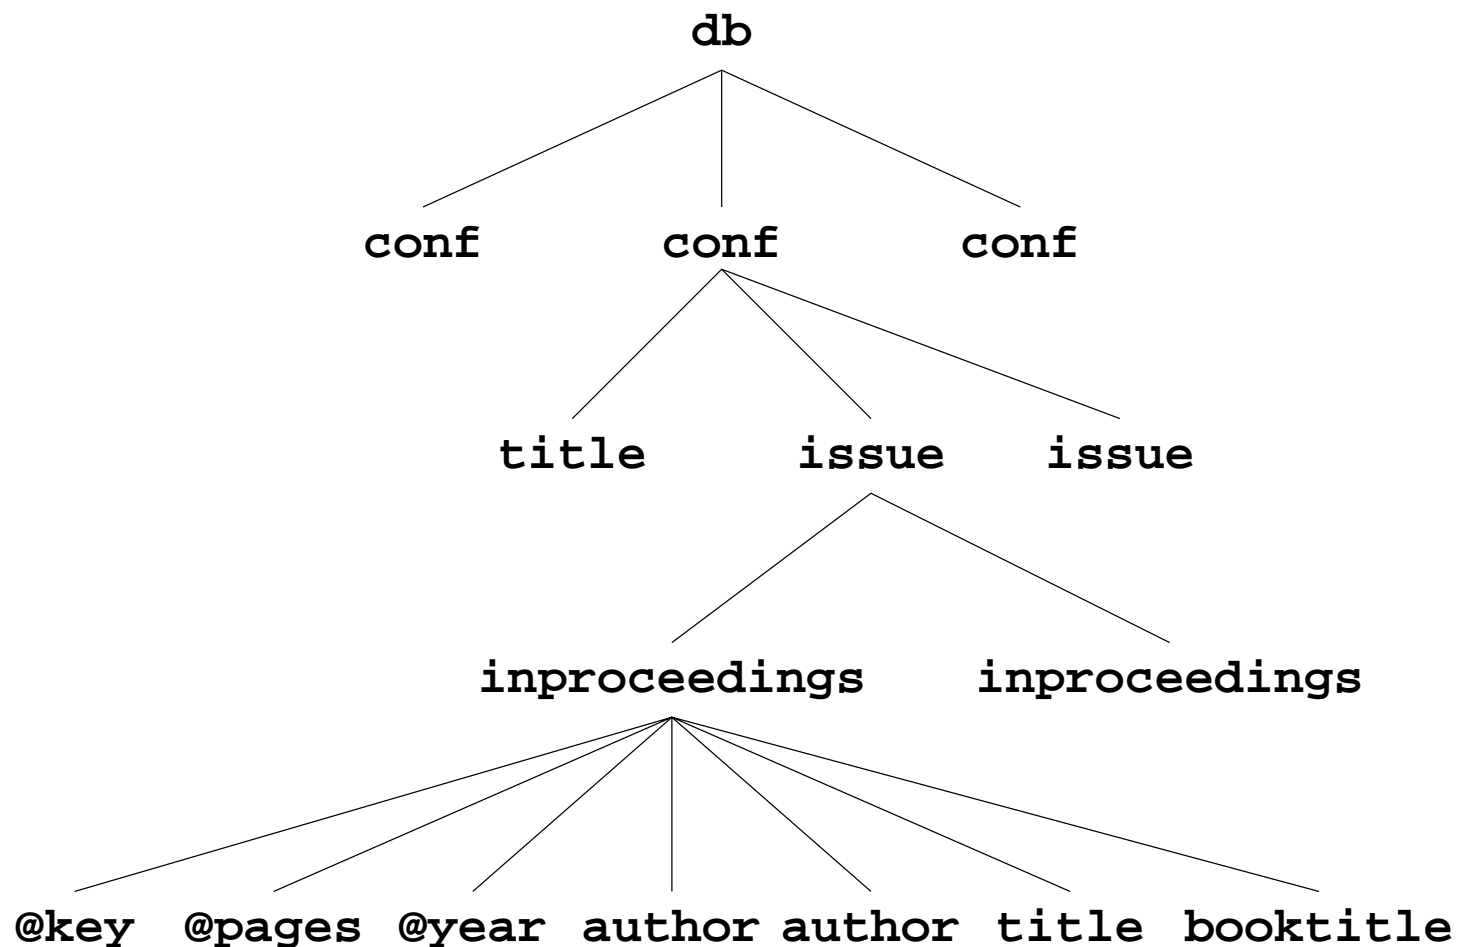 db
conf conf conf
title issue issue
inproceedings inproceedings
@key @pages @year author author title booktitle